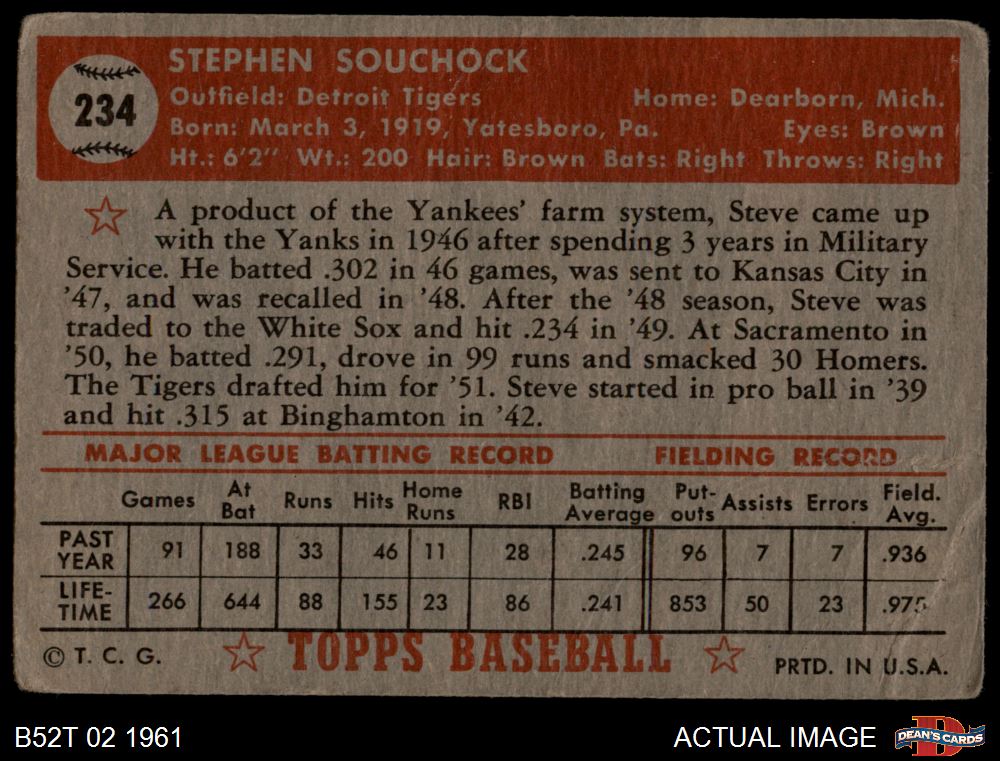 234
STEPHEN SOUCHOCK
Outfield: Detroit Tigers Home: Dearborn, Mich.
Born: March 3, 1919, Yatesboro, Pa. Eyes: Brown
Ht.: 6'2" Wt.: 200 Hair: Brown Bats: Right Throws: Right
A product of the Yankees' farm system, Steve came up
with the Yanks in 1946 after spending 3 years in Military
Service. He batted .302 in 46 games, was sent to Kansas City in
'47, and was recalled in '48. After the '48 season, Steve was
traded to the White Sox and hit .234 in '49. At Sacramento in
'50, he batted .291, drove in 99 runs and smacked 30 Homers.
The Tigers drafted him for '51. Steve started in pro ball in '39
and hit .315 at Binghamton in '42.
MAJOR LEAGUE BATTING RECORD FIELDING RECORD
Games At Bat Runs Hits Home Runs RBI Batting Average Put-outs Assists Errors Field. Avg.
PAST YEAR 91 188 33 46 11 28 .245 96 7 7 .936
LIFE-TIME 266 644 88 155 23 86 .241 853 50 23 .975
© T. C. G. TOPPS BASEBALL PRTD. IN U.S.A.
B52T 02 1961 ACTUAL IMAGE DEAN'S CARDS